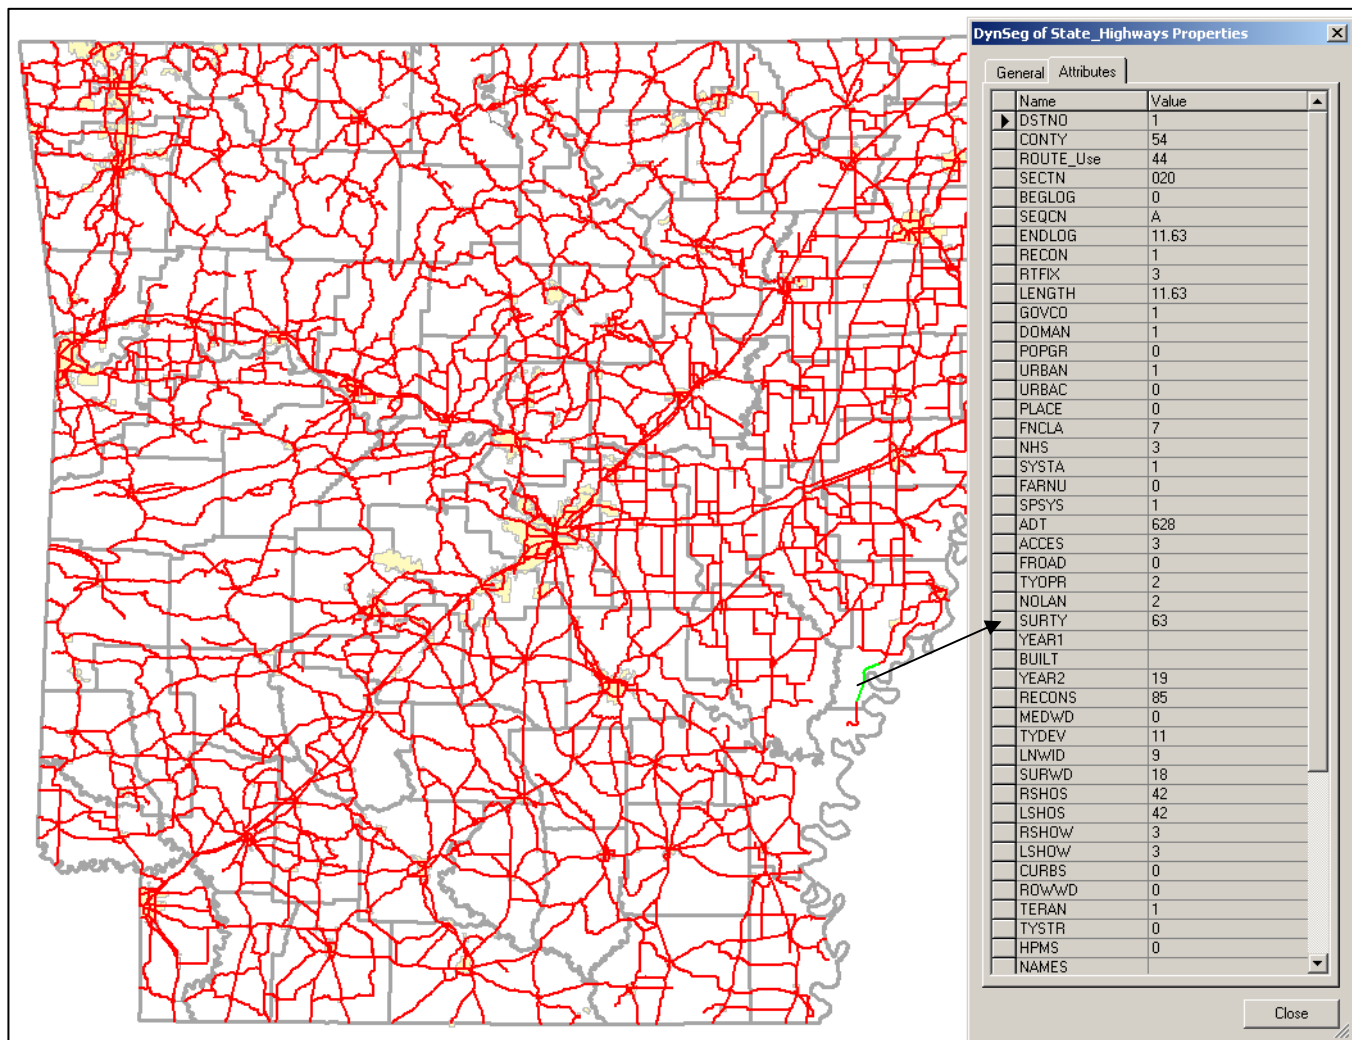 DynSeg of State_Highways Properties
General Attributes
Name Value
DSTNO 1
CONTY 54
ROUTE_Use 44
SECTN 020
BEGLOG 0
SEQCN A
ENDLOG 11.63
RECON 1
RTFIX 3
LENGTH 11.63
GOVCO 1
DOMAN 1
POPGR 0
URBAN 1
URBAC 0
PLACE 0
FNCLA 7
NHS 3
SYSTA 1
FARNU 0
SPSYS 1
ADT 628
ACCES 3
FROAD 0
TYOPR 2
NOLAN 2
SURTY 63
YEAR1
BUILT
YEAR2 19
RECONS 85
MEDWD 0
TYDEV 11
LNWID 9
SURWD 18
RSHOS 42
LSHOS 42
RSHOW 3
LSHOW 3
CURBS 0
ROWWD 0
TERAN 1
TYSTR 0
HPMS 0
NAMES
Close